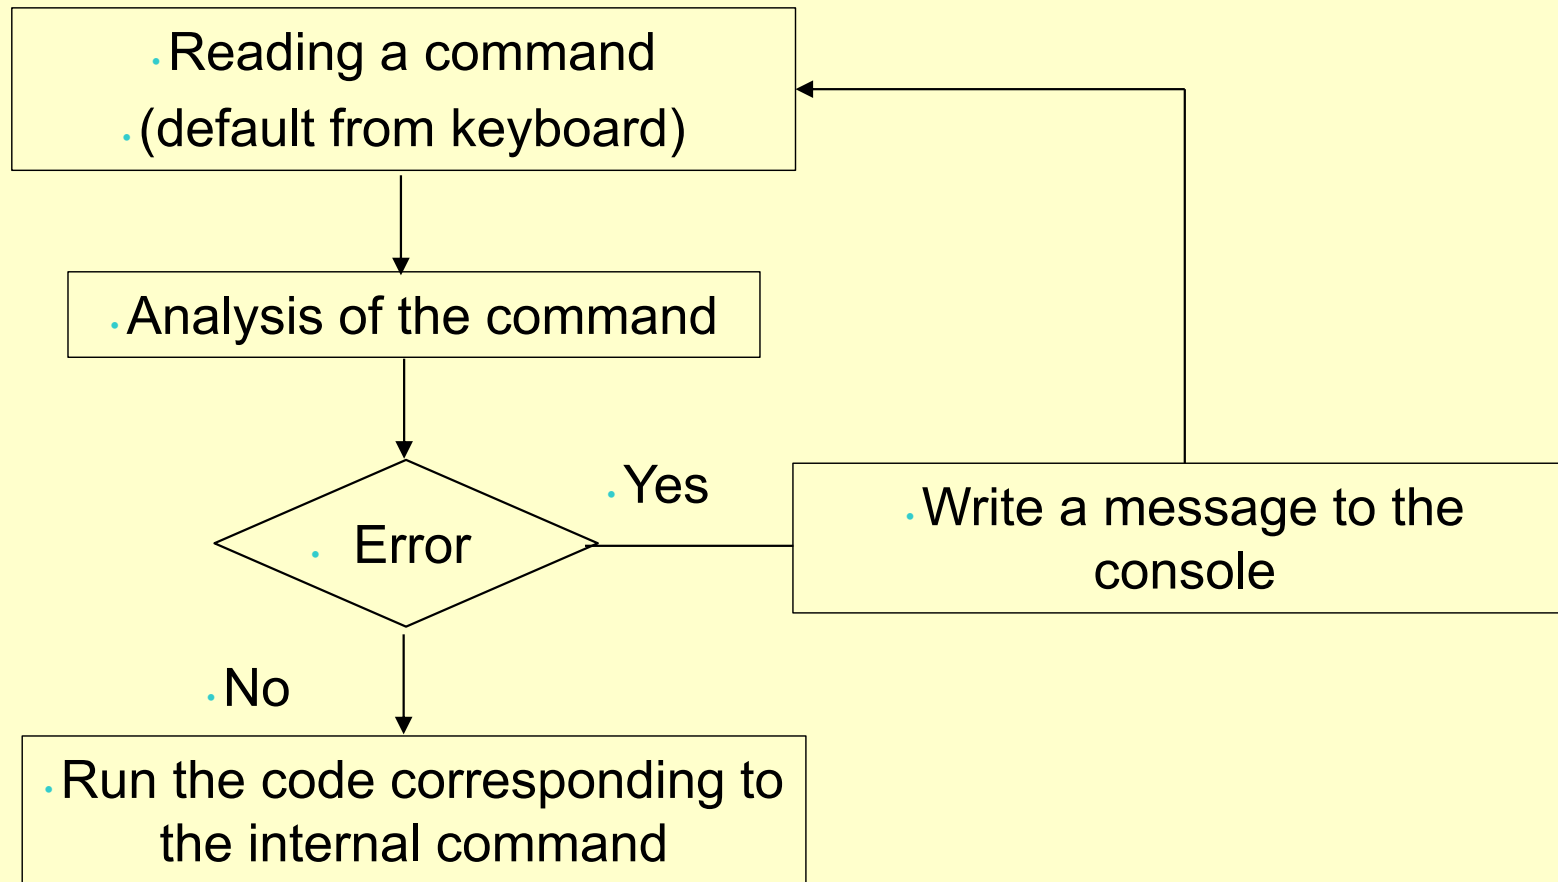 Reading a command
(default from keyboard)
Analysis of the command
Error
Yes
Write a message to the
console
No
Run the code corresponding to
the internal command